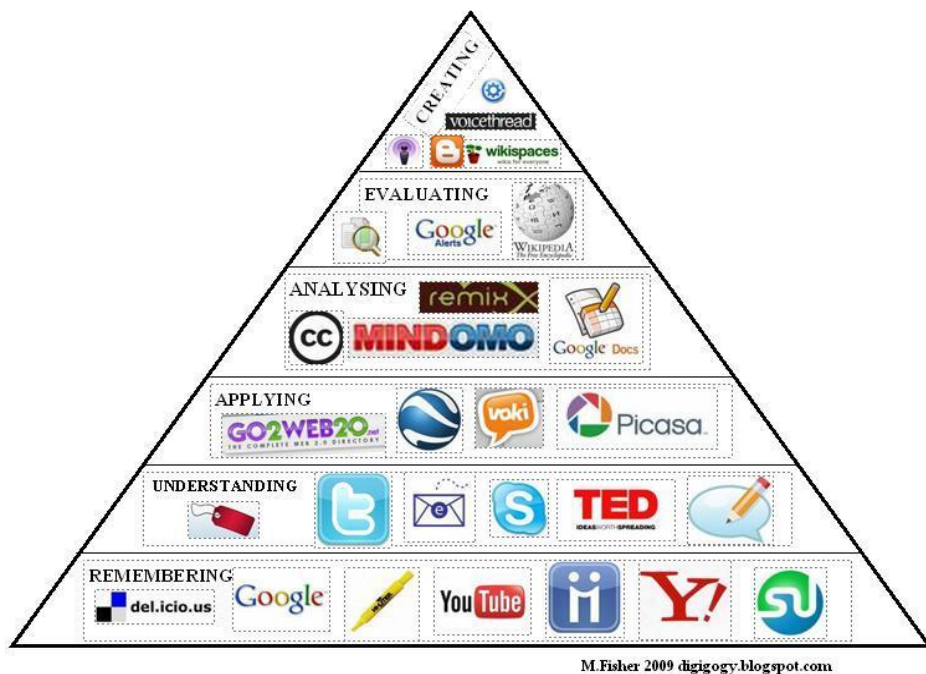 CREATING
voicethread
wikispaces
wikis for everyone
EVALUATING
Google
Alerts
WIKIPEDIA
The Free Encyclopedia
ANALYSING
remix
cc
MINDOMO
Google Docs
APPLYING
GO2WEB20.net
THE COMPLETE WEB 2.0 DIRECTORY
voki
Picasa
UNDERSTANDING
t
e
S
TED
IDEAS WORTH SPREADING
REMEMBERING
del.icio.us
Google
YouTube
Y!
SU
M.Fisher 2009 digigogy.blogspot.com